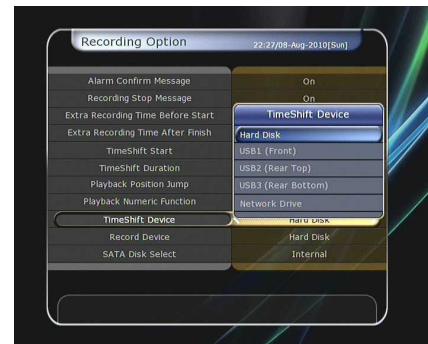 Recording Option 22:27/08-Aug-2010[Sun]
Alarm Confirm Message On
Recording Stop Message On
Extra Recording Time Before Start
Extra Recording Time After Finish
TimeShift Start
TimeShift Duration
Playback Position Jump
Playback Numeric Function
TimeShift Device Hard Disk
Record Device Hard Disk
SATA Disk Select Internal
TimeShift Device
Hard Disk
USB1 (Front)
USB2 (Rear Top)
USB3 (Rear Bottom)
Network Drive